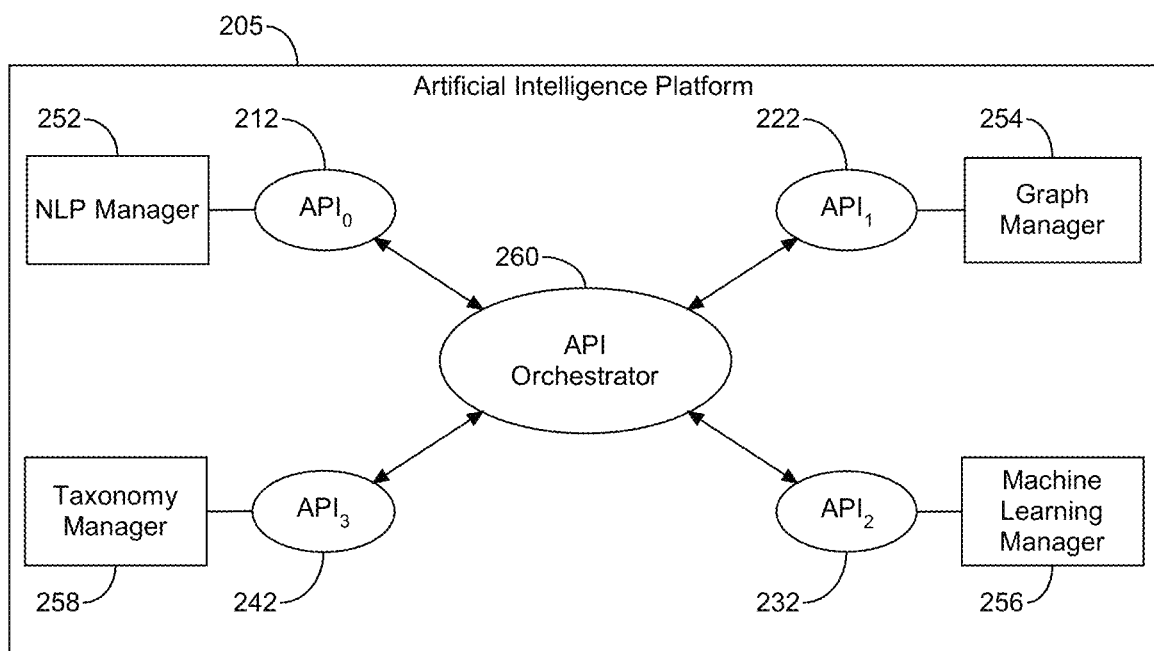 205
Artificial Intelligence Platform
252
212
222
254
NLP Manager
API₀
API₁
Graph
Manager
260
API
Orchestrator
Taxonomy
Manager
API₃
API₂
Machine
Learning
Manager
258
242
232
256